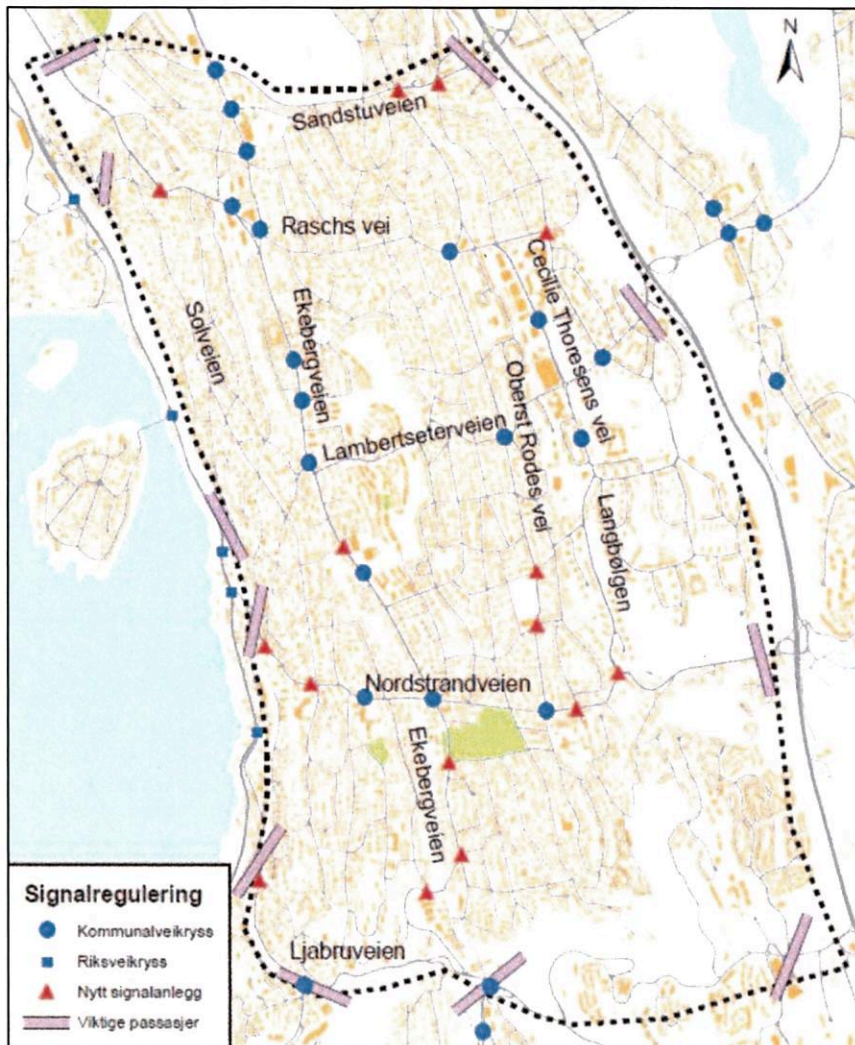 N
Sandstuveien
Raschs vei
Cecilie Thoresens vei
Solveien
Ekebergveien
Oberst Rodes vei
Lambertseterveien
Langbølgen
Nordstrandveien
Ekebergveien
Ljabruveien
Signalregulering
Kommunalveikryss
Riksveikryss
Nytt signalanlegg
Viktige passasjer